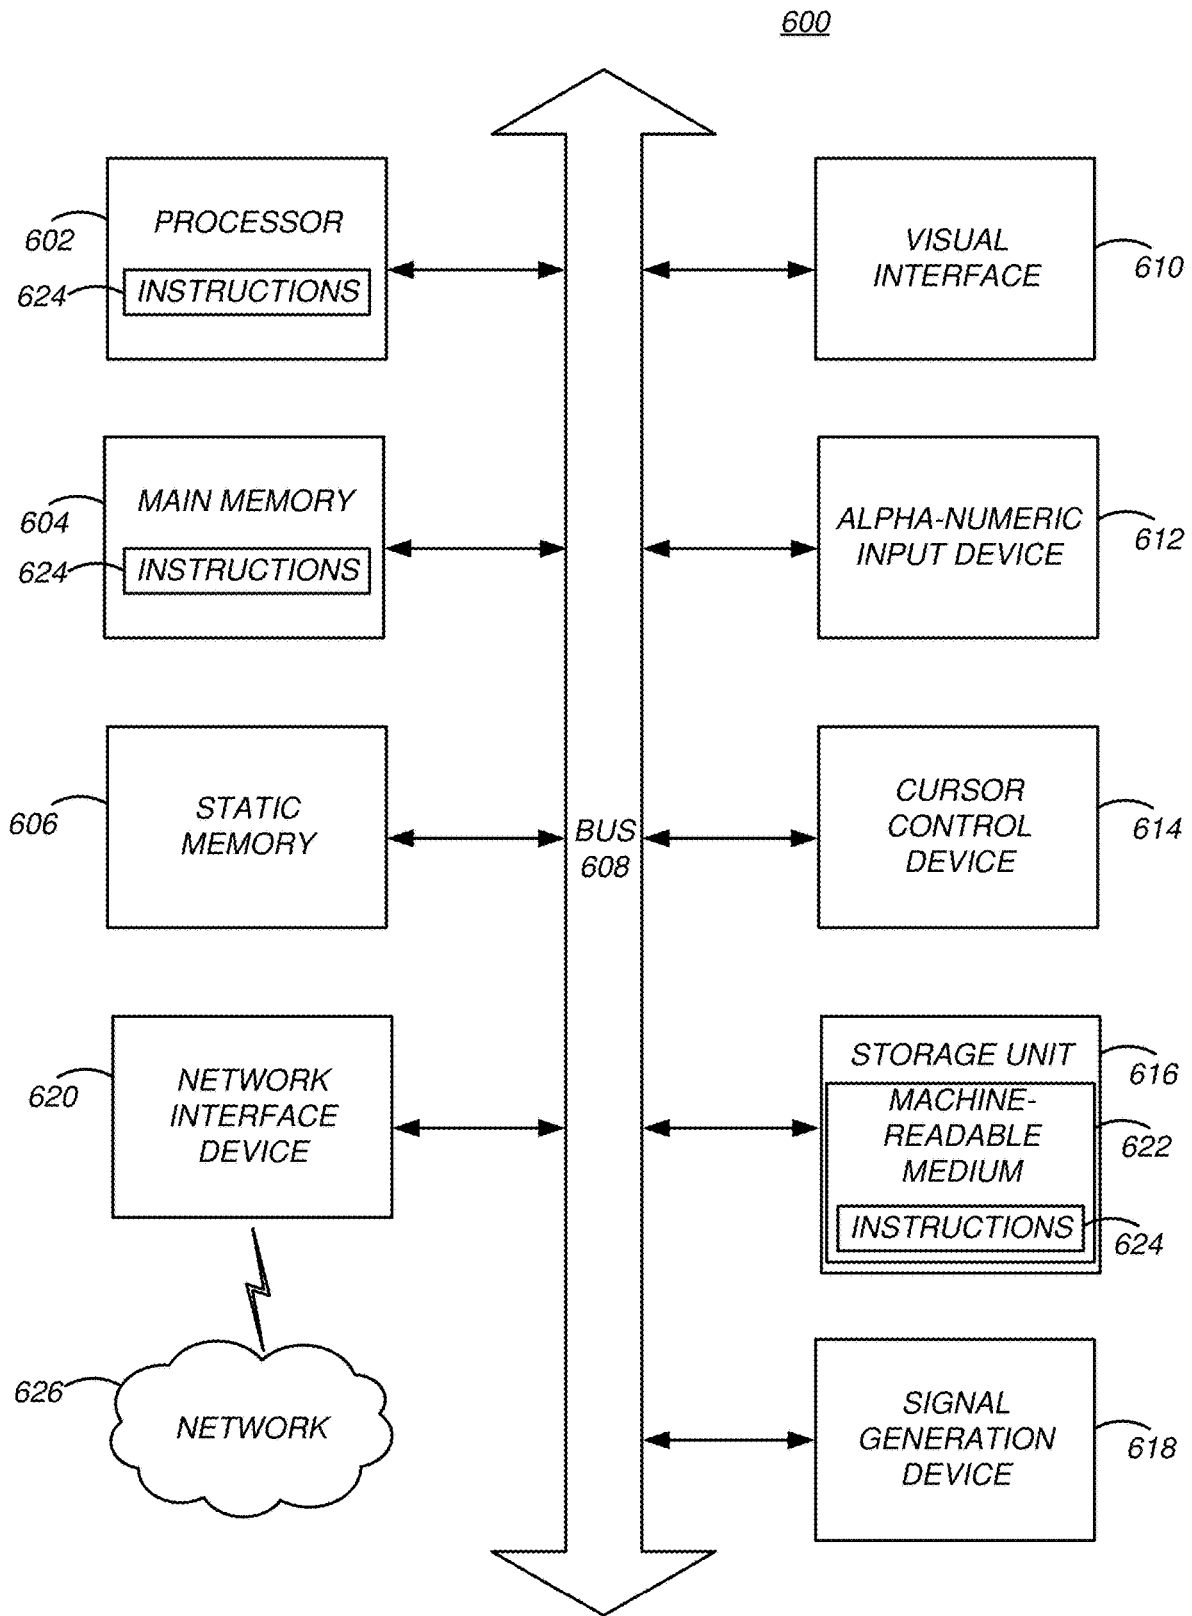 600
PROCESSOR
602
624
INSTRUCTIONS
MAIN MEMORY
604
624
INSTRUCTIONS
STATIC
MEMORY
606
NETWORK
INTERFACE
DEVICE
620
626
NETWORK
BUS
608
VISUAL
INTERFACE
610
ALPHA-NUMERIC
INPUT DEVICE
612
CURSOR
CONTROL
DEVICE
614
STORAGE UNIT
616
MACHINE-
READABLE
MEDIUM
622
INSTRUCTIONS
624
SIGNAL
GENERATION
DEVICE
618